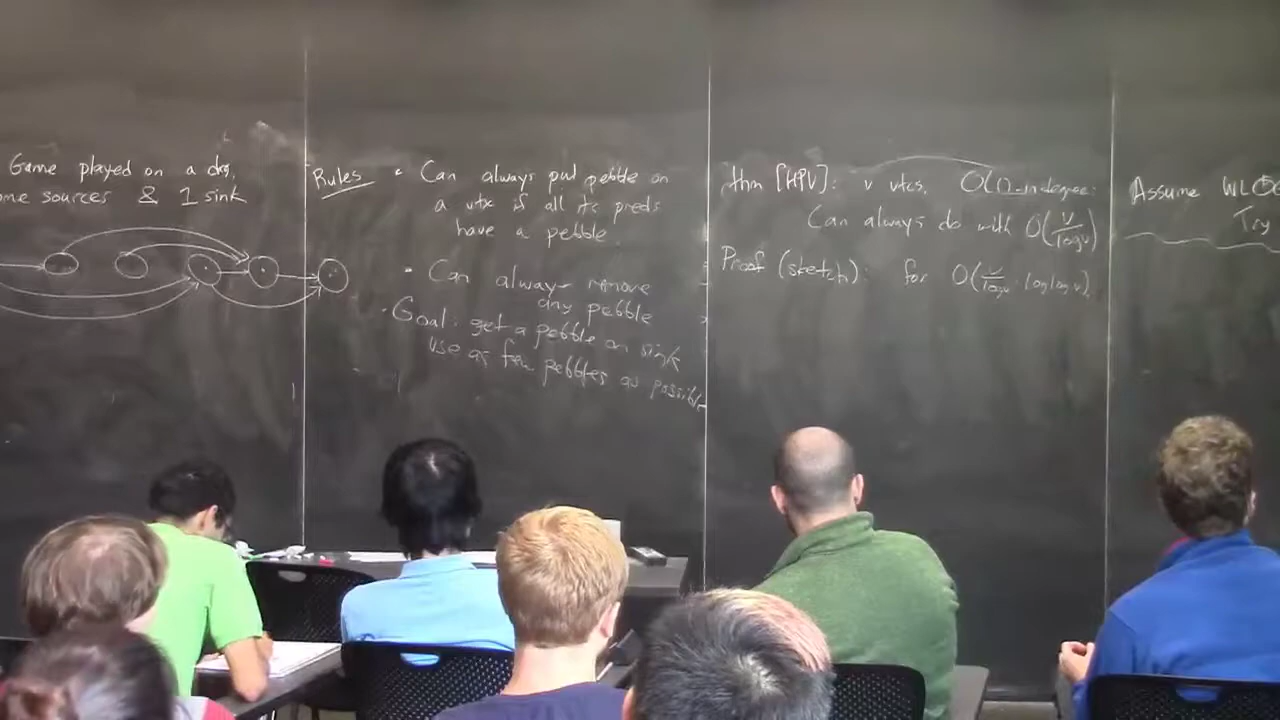 Game played on a dag,
ome sources & 1 sink
Rules • Can always put pebble on
a vtx if all its preds
have a pebble.
• Can always remove
any pebble
• Goal: get a pebble on sink
use as few pebbles as possible
thm [HPV]: v vtcs, O(1)-indegree:
Can always do with O(v/log v)
Proof (sketch): for O(v/log v · log log v).
Assume WLOG
Try